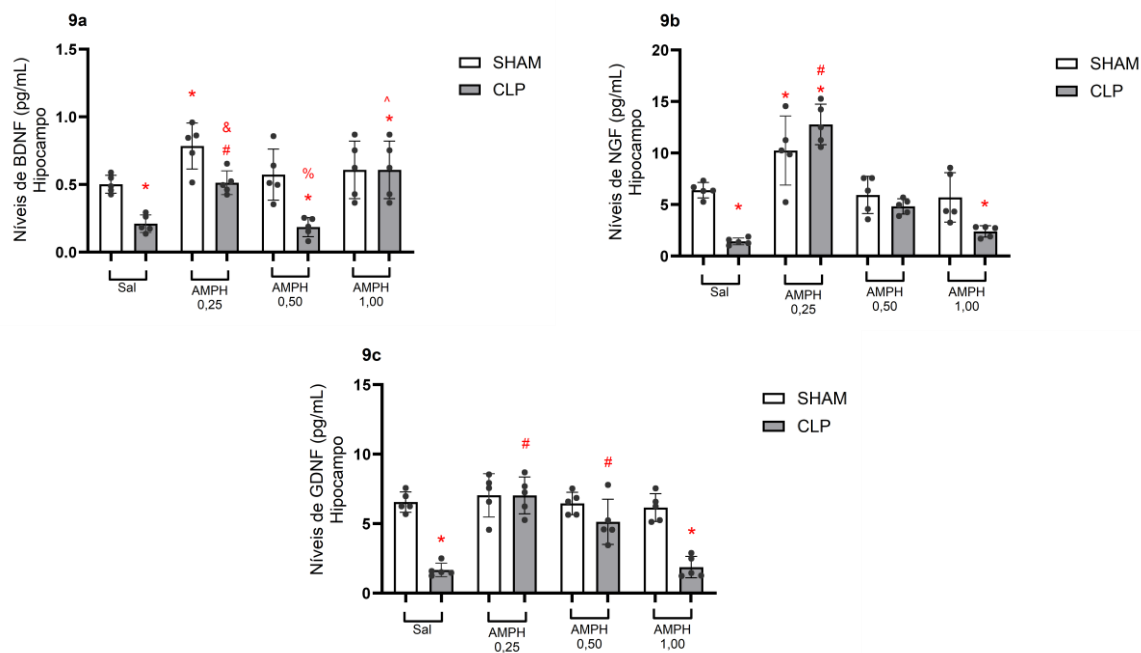 9a
Níveis de BDNF (pg/mL)
Hipocampo
1.5
1.0
0.5
0.0
*
*
&
#
%
*
^
*
SHAM
CLP
Sal
AMPH
0,25
AMPH
0,50
AMPH
1,00
9b
Níveis de NGF (pg/mL)
Hipocampo
20
15
10
5
0
*
*
#
*
*
SHAM
CLP
Sal
AMPH
0,25
AMPH
0,50
AMPH
1,00
9c
Níveis de GDNF (pg/mL)
Hipocampo
15
10
5
0
*
#
#
*
SHAM
CLP
Sal
AMPH
0,25
AMPH
0,50
AMPH
1,00